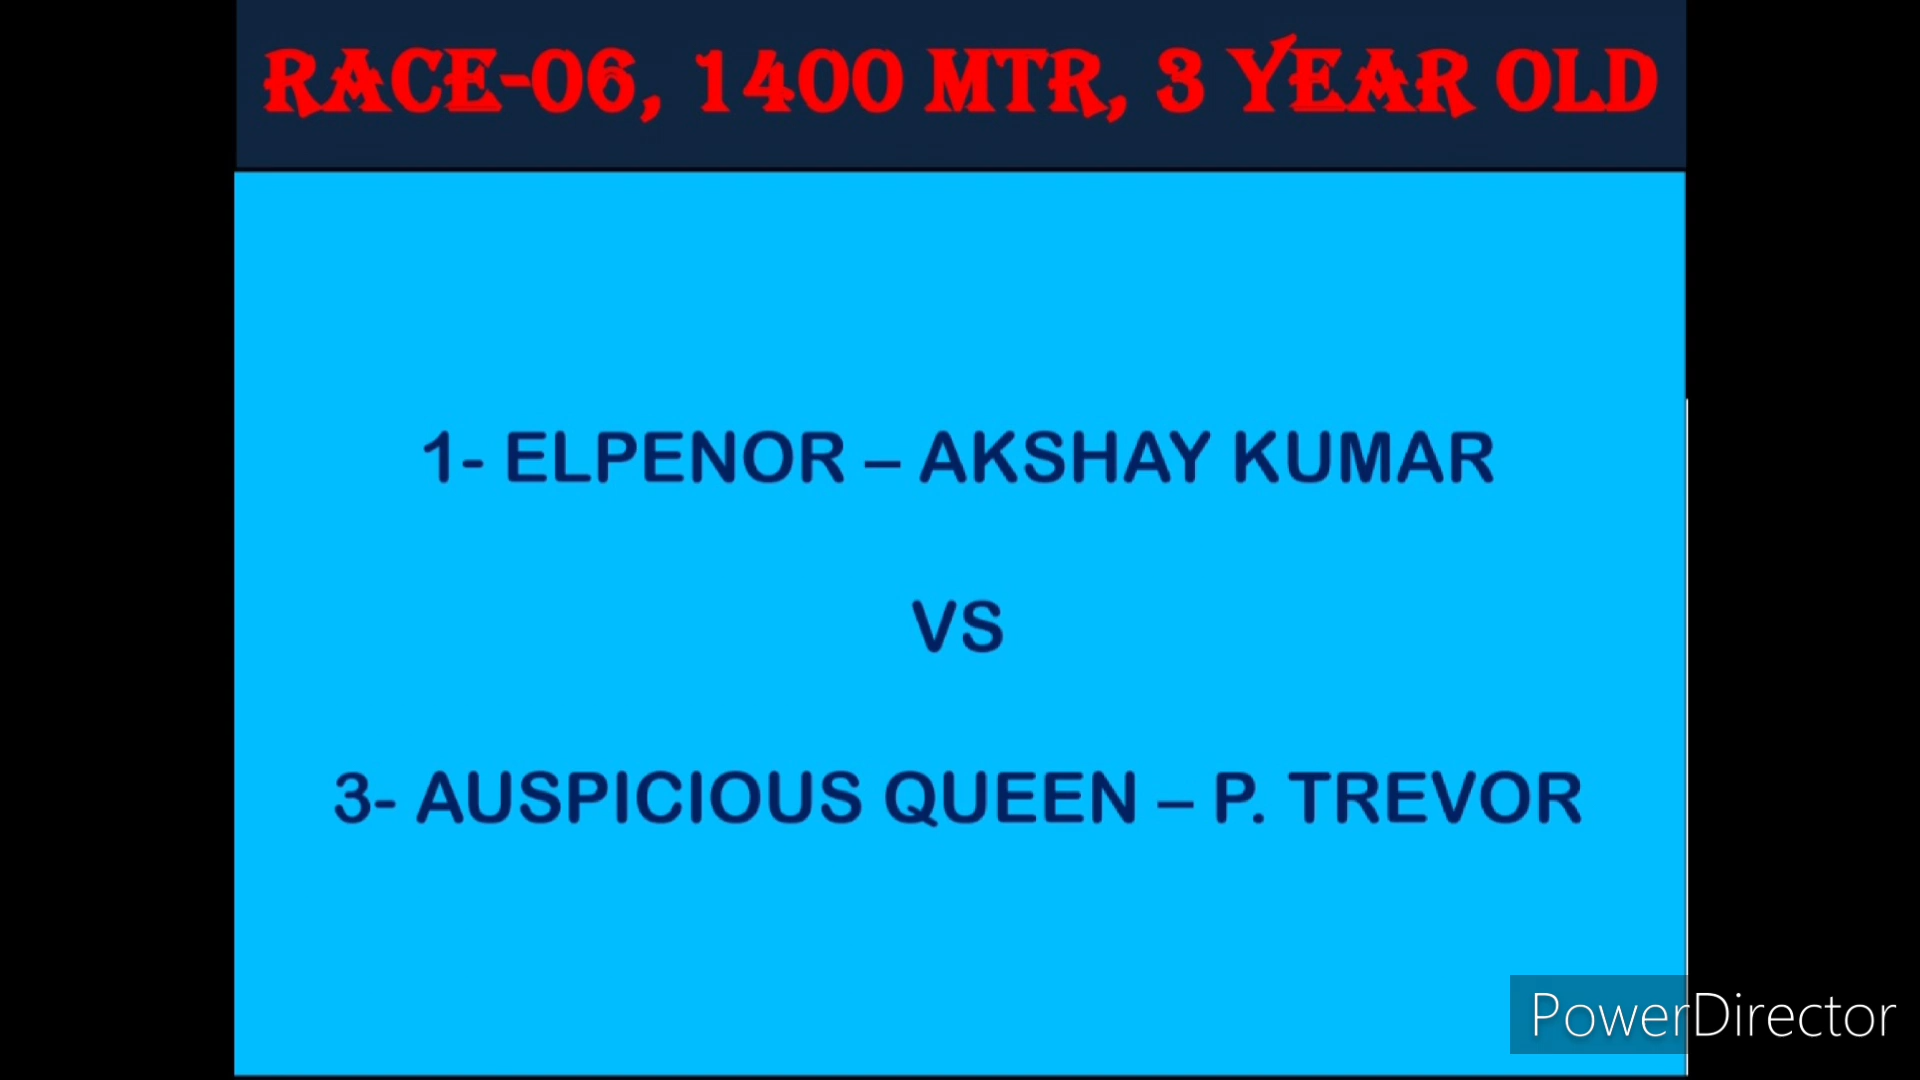 RACE-06, 1400 MTR, 3 YEAR OLD
1- ELPENOR – AKSHAY KUMAR
VS
3- AUSPICIOUS QUEEN – P. TREVOR
PowerDirector